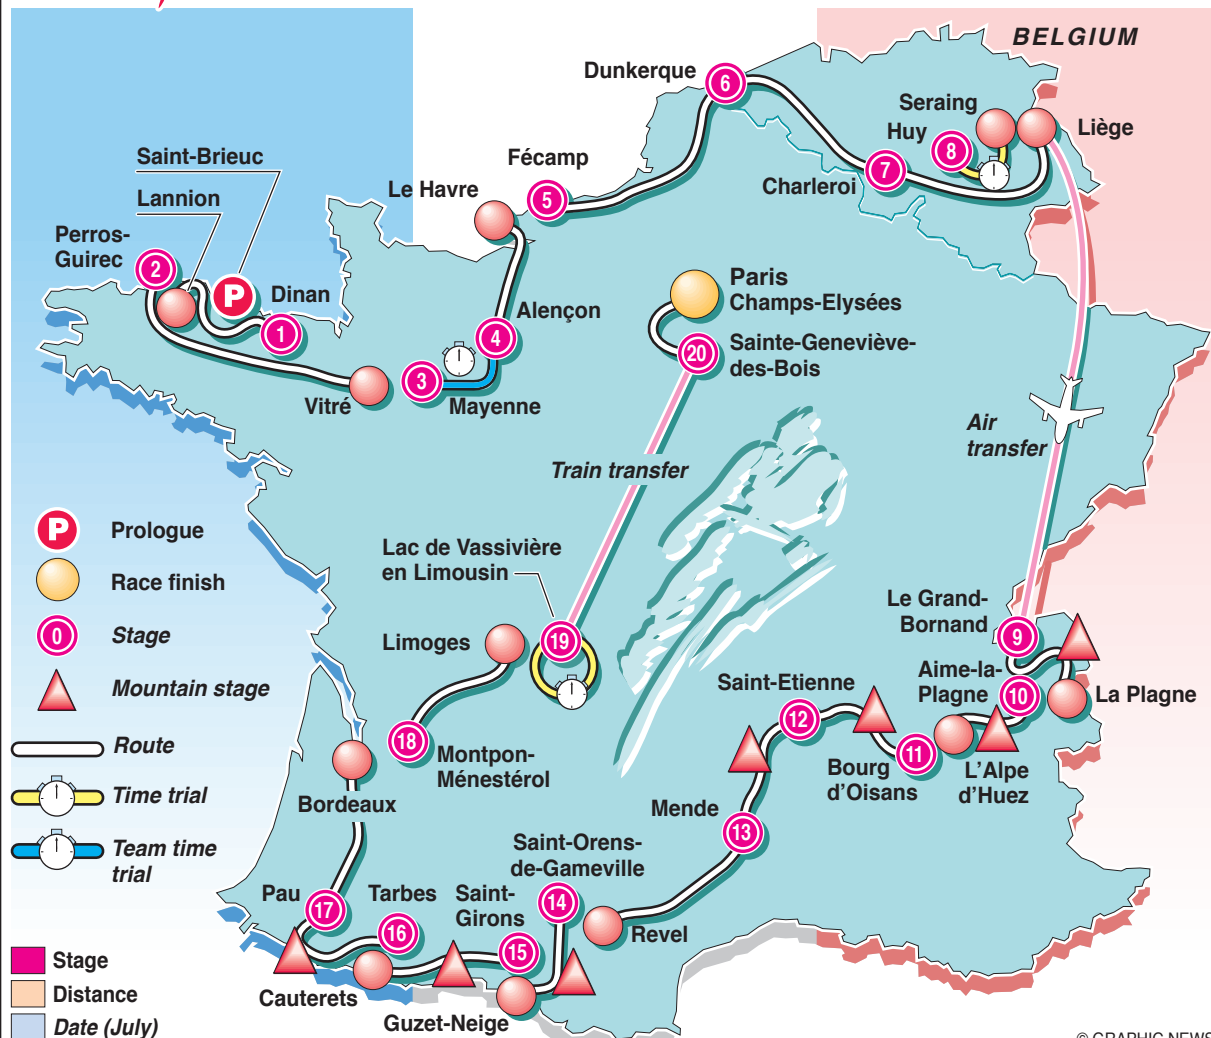 BELGIUM
Dunkerque
6
Seraing
Huy
8
Liège
Saint-Brieuc
Fécamp
7
Charleroi
Lannion
Le Havre
5
Perros-
Guirec
2
P
Dinan
1
Paris
Champs-Elysées
Alençon
4
Sainte-Geneviève-
des-Bois
20
3
Vitré
Mayenne
Air
transfer
Train transfer
P
Prologue
Race finish
0
Stage
Mountain stage
Route
Time trial
Team time
trial
Lac de Vassivière
en Limousin
Limoges
19
Le Grand-
Bornand
9
Aime-la-
Plagne
10
La Plagne
Saint-Etienne
12
18
Montpon-
Ménestérol
11
Bourg
d'Oisans
L'Alpe
d'Huez
Bordeaux
Mende
13
Saint-Orens-
de-Gameville
14
Pau
17
Tarbes
16
Saint-
Girons
15
Revel
Cauterets
Guzet-Neige
Stage
Distance
Date (July)
© GRAPHIC NEWS